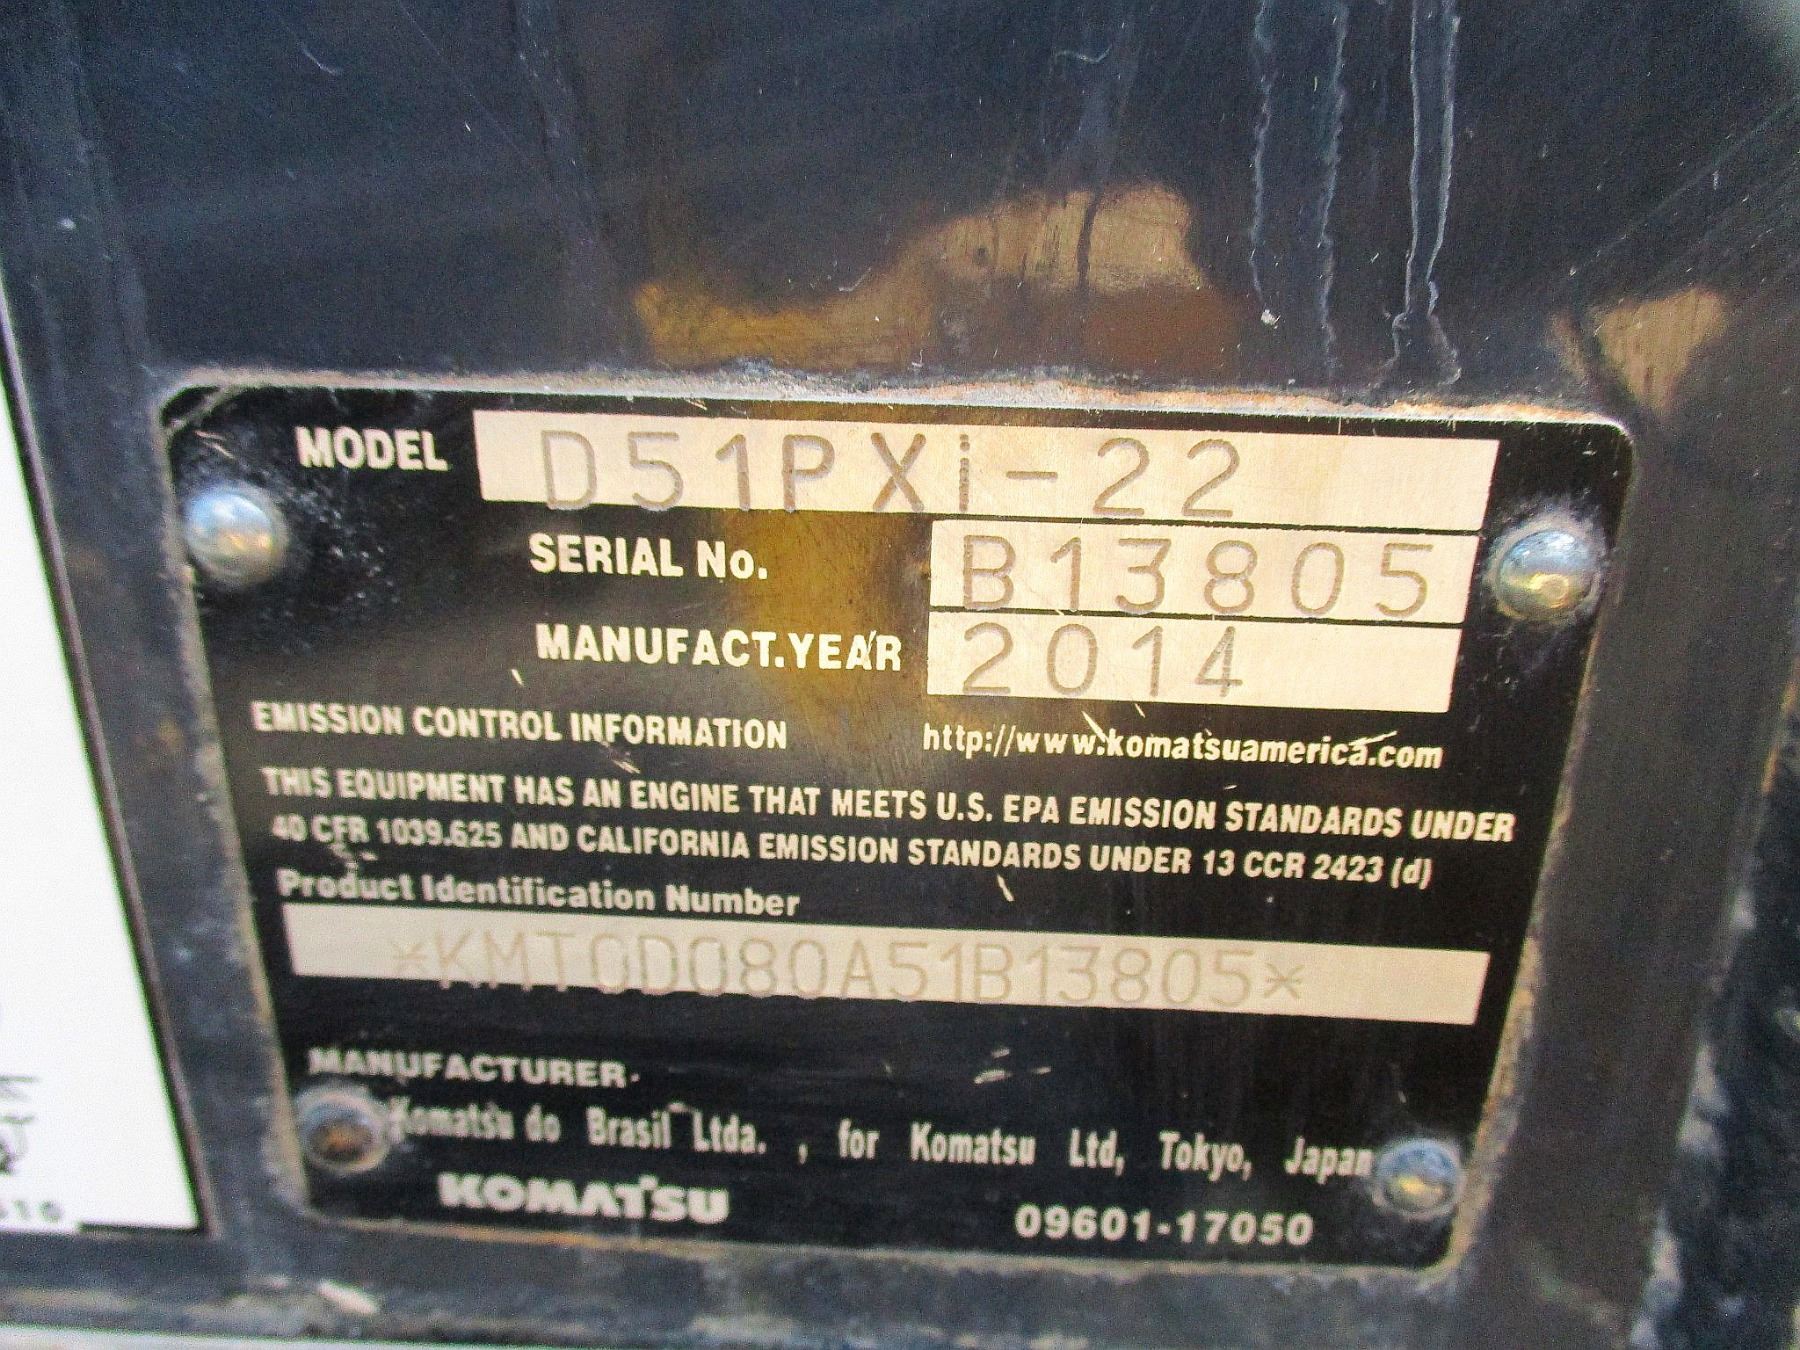 MODEL D51PXi-22
SERIAL No. B13805
MANUFACT.YEAR 2014
EMISSION CONTROL INFORMATION http://www.komatsuamerica.com
THIS EQUIPMENT HAS AN ENGINE THAT MEETS U.S. EPA EMISSION STANDARDS UNDER
40 CFR 1039.625 AND CALIFORNIA EMISSION STANDARDS UNDER 13 CCR 2423 (d)
Product Identification Number
*KMT0D080A51B13805*
MANUFACTURER.
Komatsu do Brasil Ltda. , for Komatsu Ltd, Tokyo, Japan
KOMATSU 09601-17050